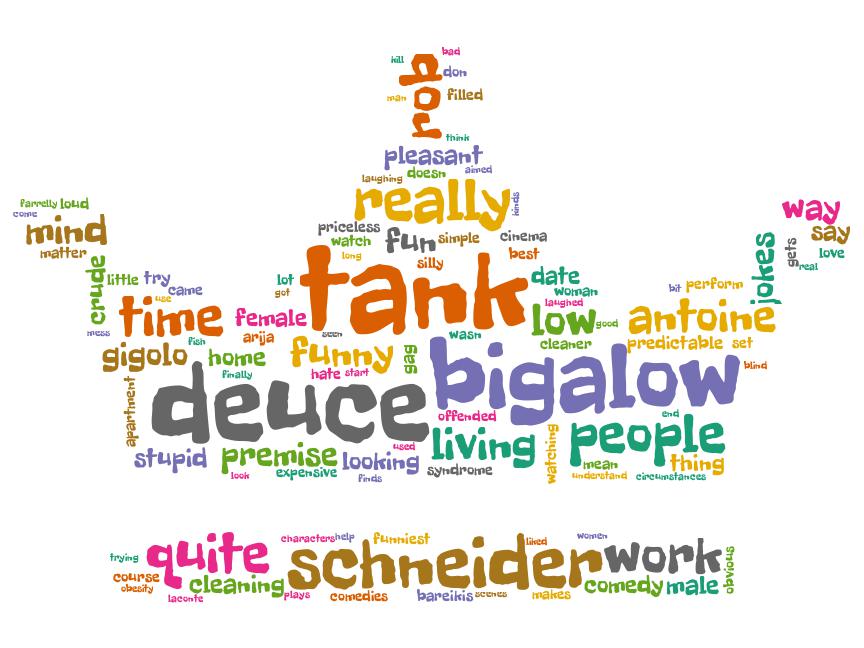 bad
kill
rob
don
man
filled
think
pleasant
doesn
aimed
laughing
really
kinds
farrelly
loud
come
mind
matter
way
say
gets
love
real
priceless
watch
fun
simple
cinema
long
silly
best
tank
crude
little
try
came
use
lot
got
date
woman
laughed
bit
perform
jokes
time
female
low
good
antoine
mess
fish
arija
seen
wasn
cleaner
predictable
set
gigolo
home
funny
gag
finally
hate
start
bigalow
blind
apartment
deuce
offended
end
used
living
watching
people
stupid
premise
looking
syndrome
mean
thing
look
expensive
finds
understand
circumstances
characters
help
funniest
liked
women
trying
quite
schneider
work
obvious
course
obesity
cleaning
laconte
plays
comedies
bareikis
scenes
makes
comedy
male